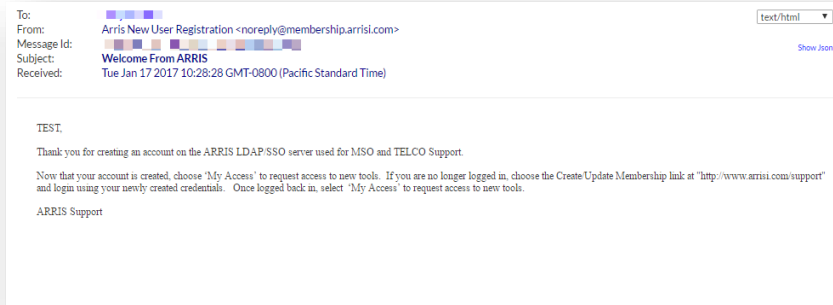 To:
text/html
From: Arris New User Registration <noreply@membership.arrisi.com>
Message Id:
Show Json
Subject: Welcome From ARRIS
Received: Tue Jan 17 2017 10:28:28 GMT-0800 (Pacific Standard Time)
TEST,
Thank you for creating an account on the ARRIS LDAP/SSO server used for MSO and TELCO Support.
Now that your account is created, choose ‘My Access’ to request access to new tools.  If you are no longer logged in, choose the Create/Update Membership link at "http://www.arrisi.com/support"
and login using your newly created credentials.   Once logged back in, select  ‘My Access’ to request access to new tools.
ARRIS Support